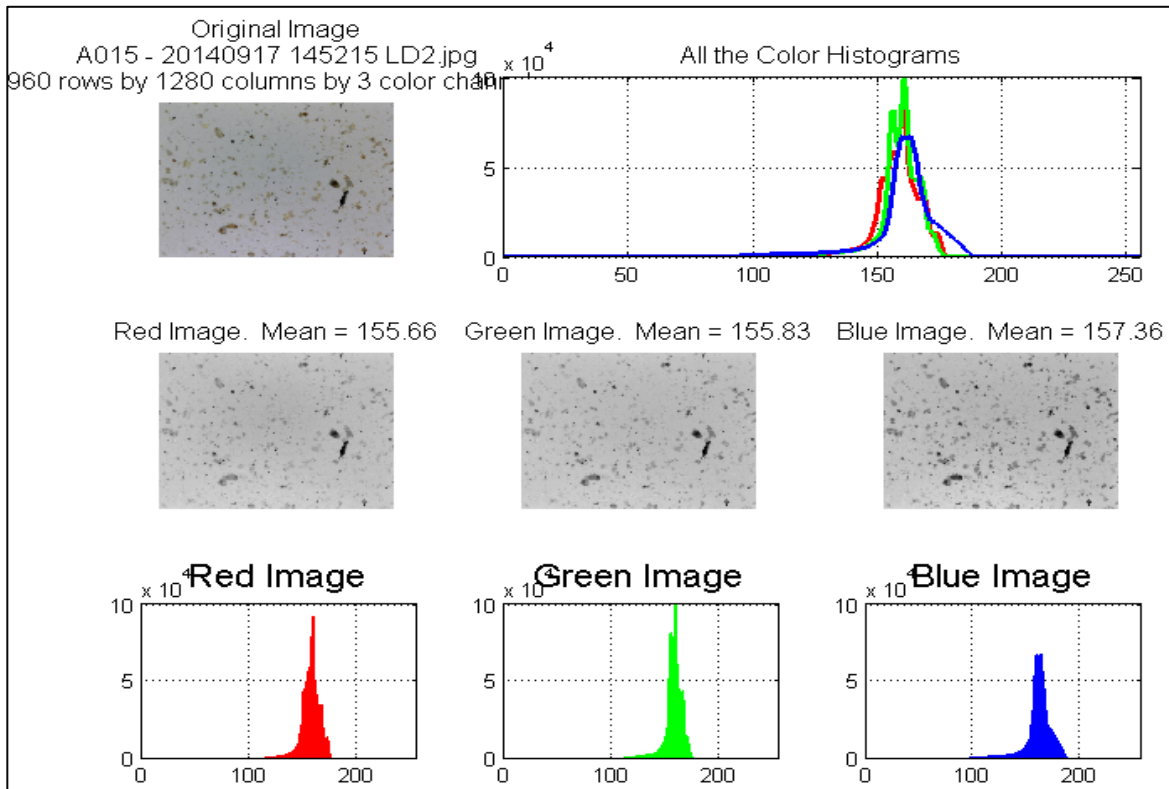 Original Image
A015 - 20140917 145215 LD2.jpg
960 rows by 1280 columns by 3 color chan
x 10 4
All the Color Histograms
10
5
0
0 50 100 150 200 250
Red Image. Mean = 155.66
Green Image. Mean = 155.83
Blue Image. Mean = 157.36
x 10 4
Red Image
10
5
0
0 100 200
x 10 4
Green Image
10
5
0
0 100 200
x 10 4
Blue Image
10
5
0
0 100 200